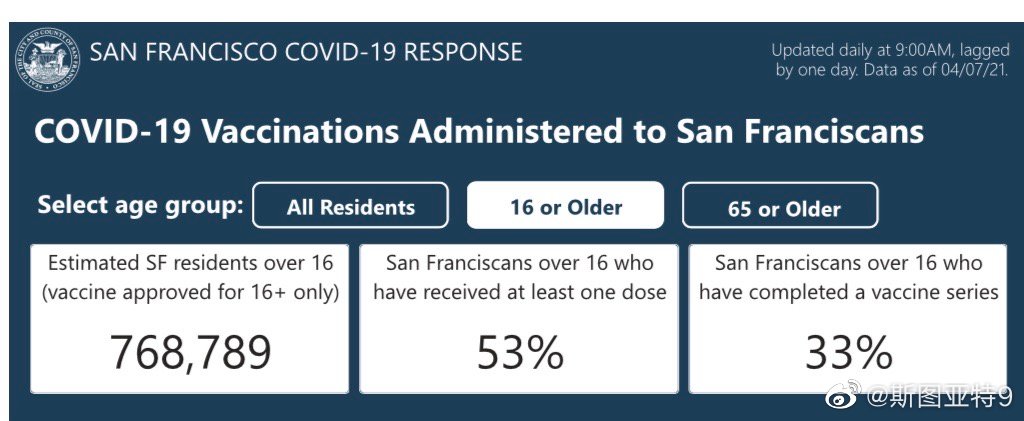 SAN FRANCISCO COVID-19 RESPONSE
Updated daily at 9:00AM, lagged
by one day. Data as of 04/07/21.
COVID-19 Vaccinations Administered to San Franciscans
Select age group:
All Residents
16 or Older
65 or Older
Estimated SF residents over 16
(vaccine approved for 16+ only)
768,789
San Franciscans over 16 who
have received at least one dose
53%
San Franciscans over 16 who
have completed a vaccine series
33%
@斯图亚特9